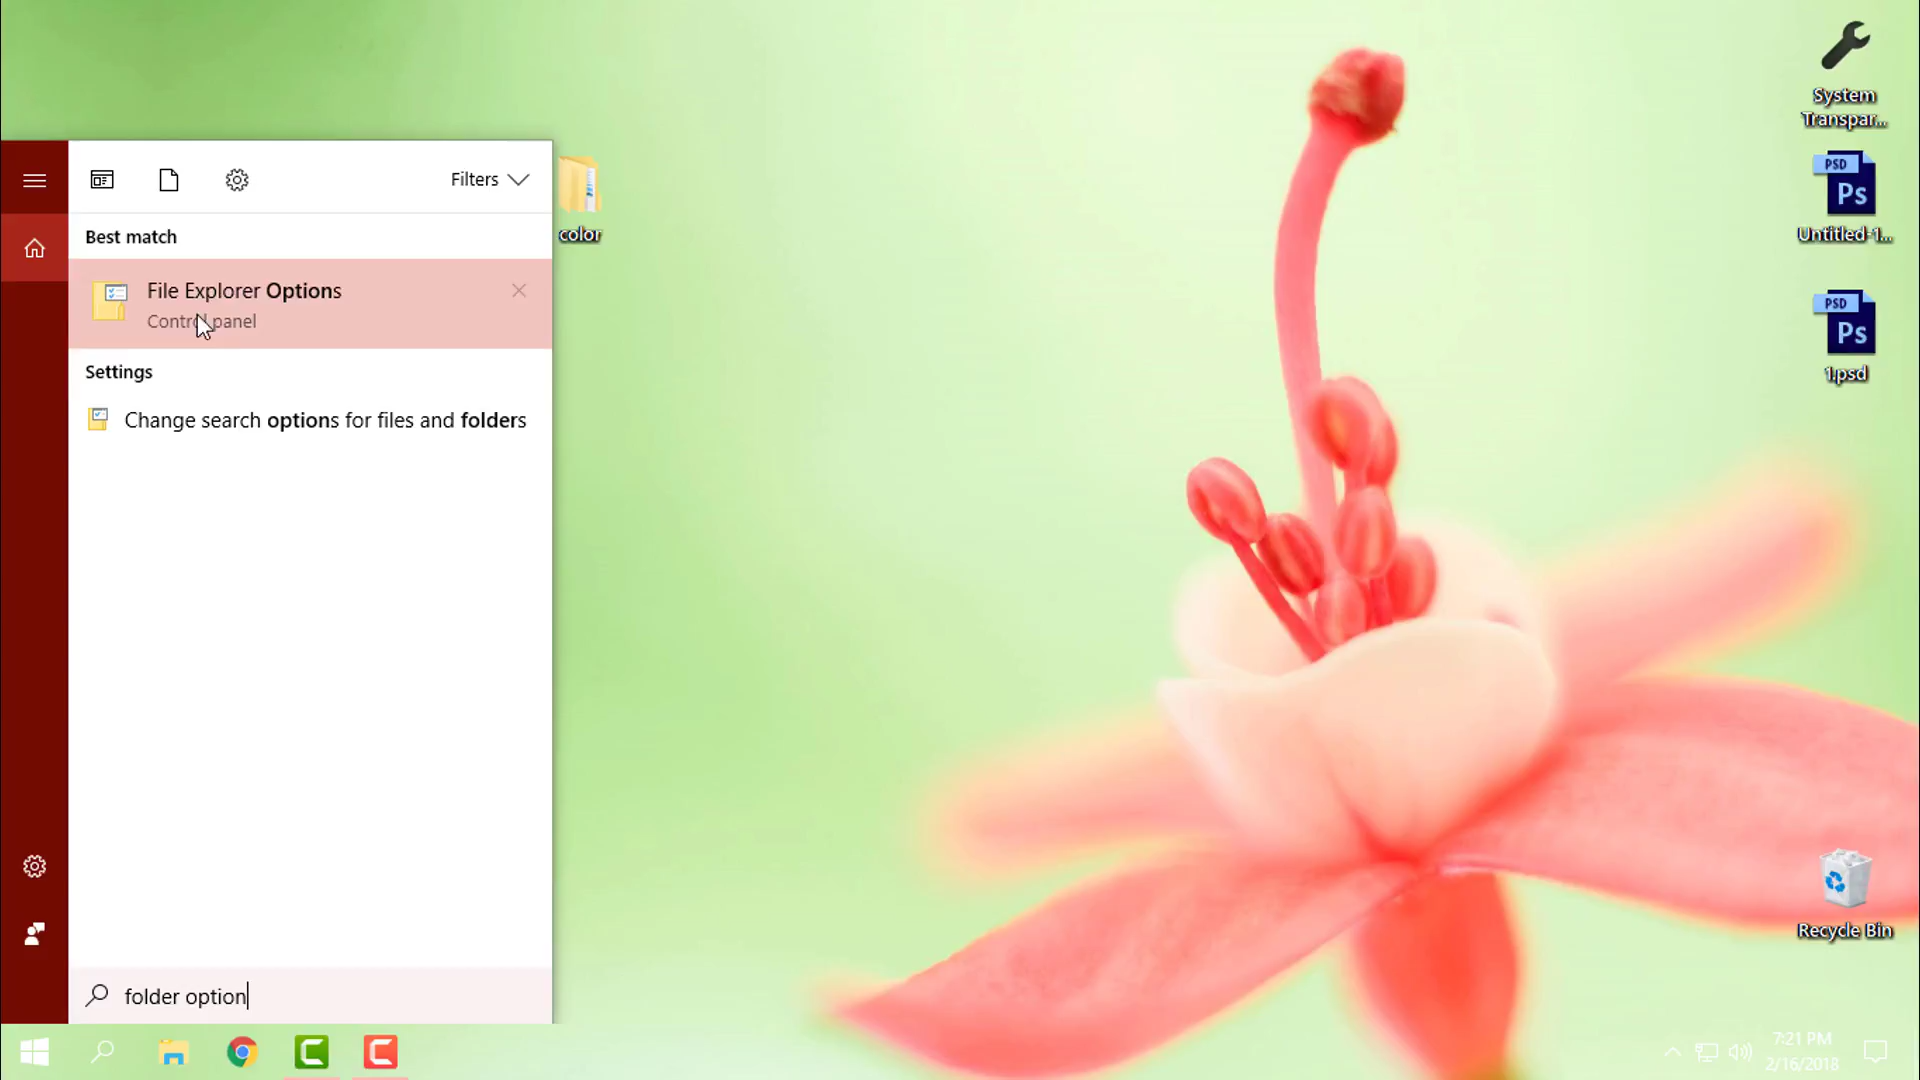 System
Transpar...
PSD
Ps
Untitled-1...
PSD
Ps
1.psd
Filters
color
Best match
File Explorer Options
Control panel
Settings
Change search options for files and folders
Recycle Bin
folder option
7:21 PM
2/16/2018